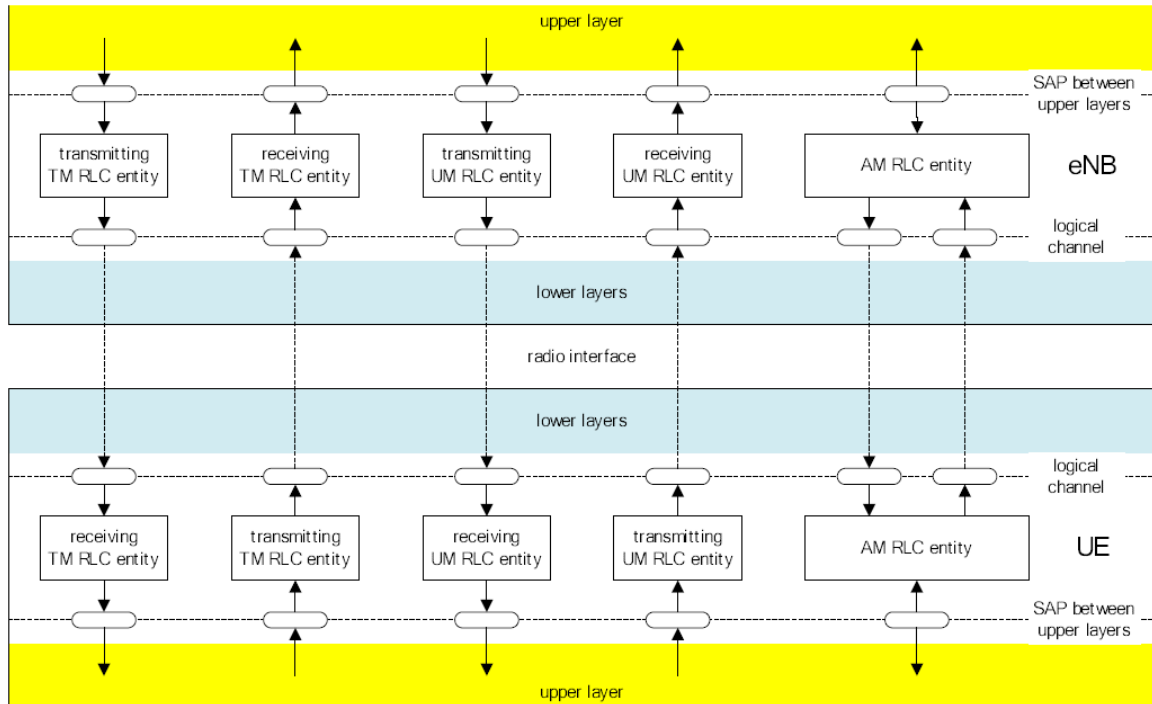 upper layer
SAP between
upper layers
transmitting
TM RLC entity
receiving
TM RLC entity
transmitting
UM RLC entity
receiving
UM RLC entity
AM RLC entity
eNB
logical
channel
lower layers
radio interface
lower layers
logical
channel
receiving
TM RLC entity
transmitting
TM RLC entity
receiving
UM RLC entity
transmitting
UM RLC entity
AM RLC entity
UE
SAP between
upper layers
upper layer